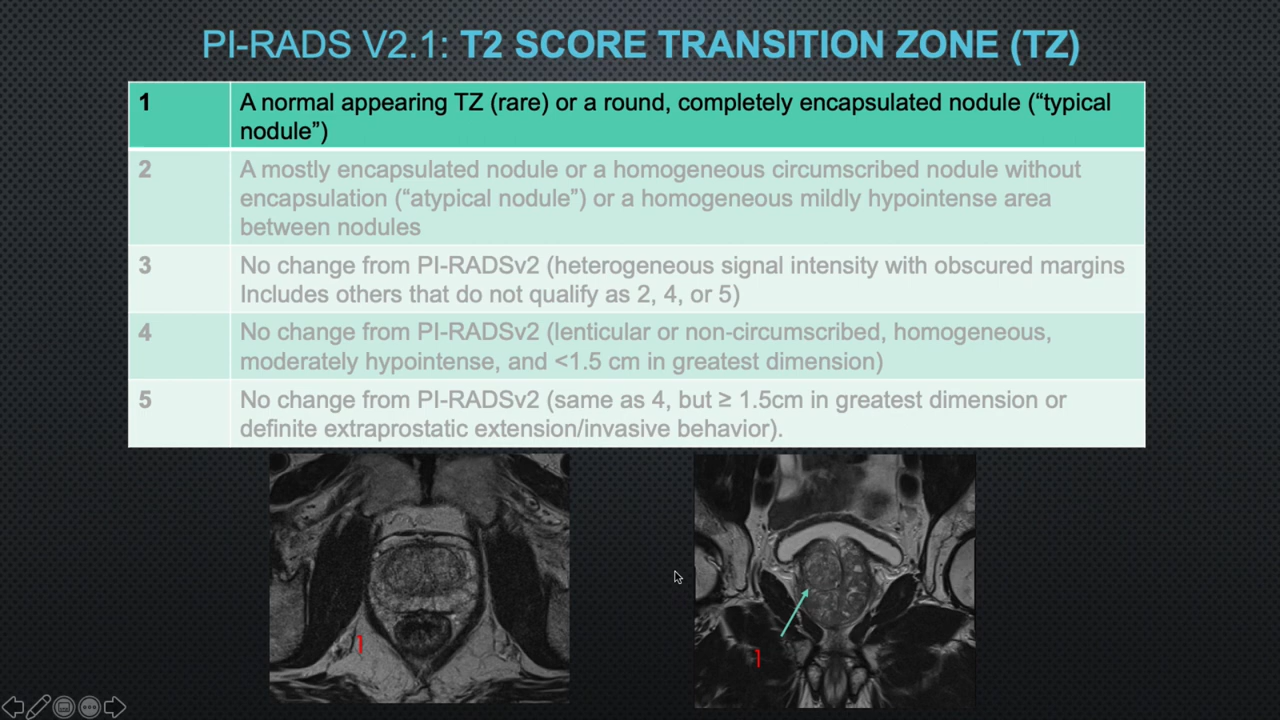 PI-RADS V2.1: T2 SCORE TRANSITION ZONE (TZ)
1
A normal appearing TZ (rare) or a round, completely encapsulated nodule (“typical
nodule”)
2
A mostly encapsulated nodule or a homogeneous circumscribed nodule without
encapsulation (“atypical nodule”) or a homogeneous mildly hypointense area
between nodules
3
No change from PI-RADSv2 (heterogeneous signal intensity with obscured margins
Includes others that do not qualify as 2, 4, or 5)
4
No change from PI-RADSv2 (lenticular or non-circumscribed, homogeneous,
moderately hypointense, and <1.5 cm in greatest dimension)
5
No change from PI-RADSv2 (same as 4, but ≥ 1.5cm in greatest dimension or
definite extraprostatic extension/invasive behavior).
1
1